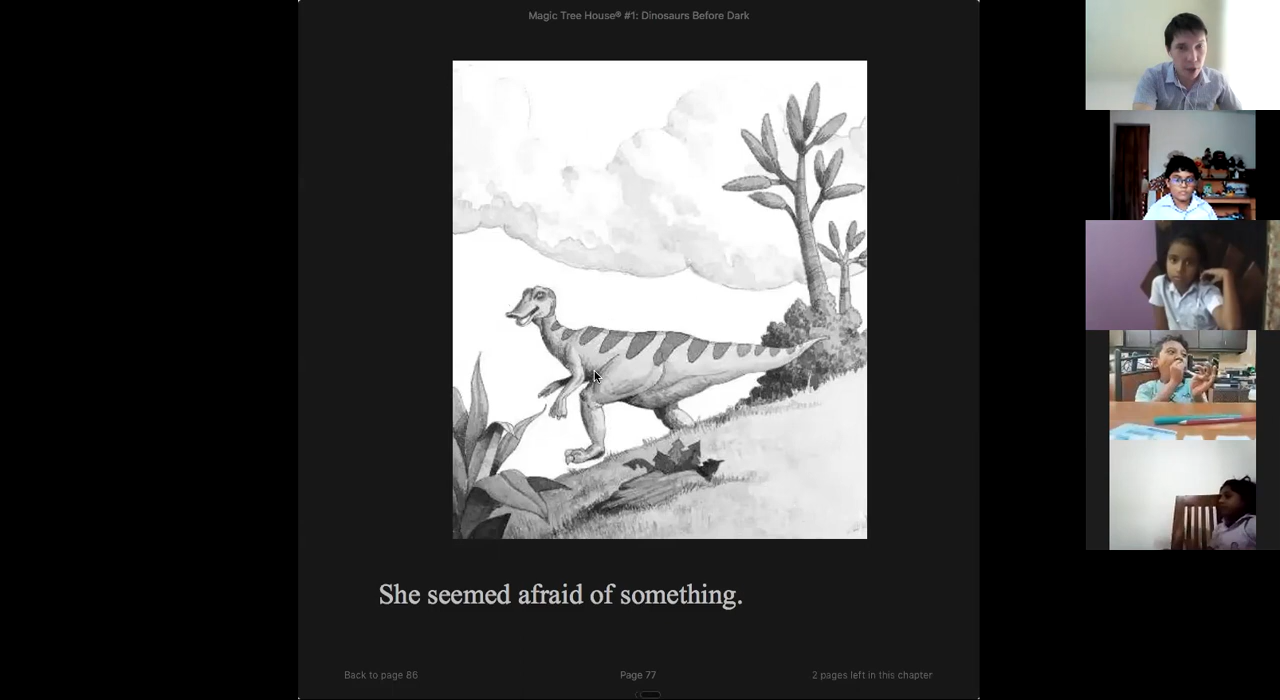 Magic Tree House® #1: Dinosaurs Before Dark
She seemed afraid of something.
Back to page 86
Page 77
2 pages left in this chapter